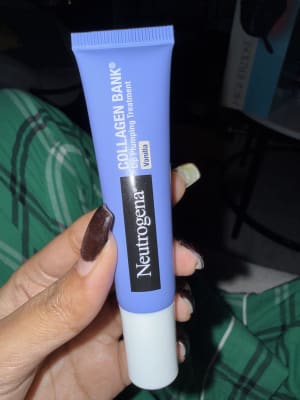 COLLAGEN BANK®
Lip Plumping Treatment
Vanilla
Neutrogena®